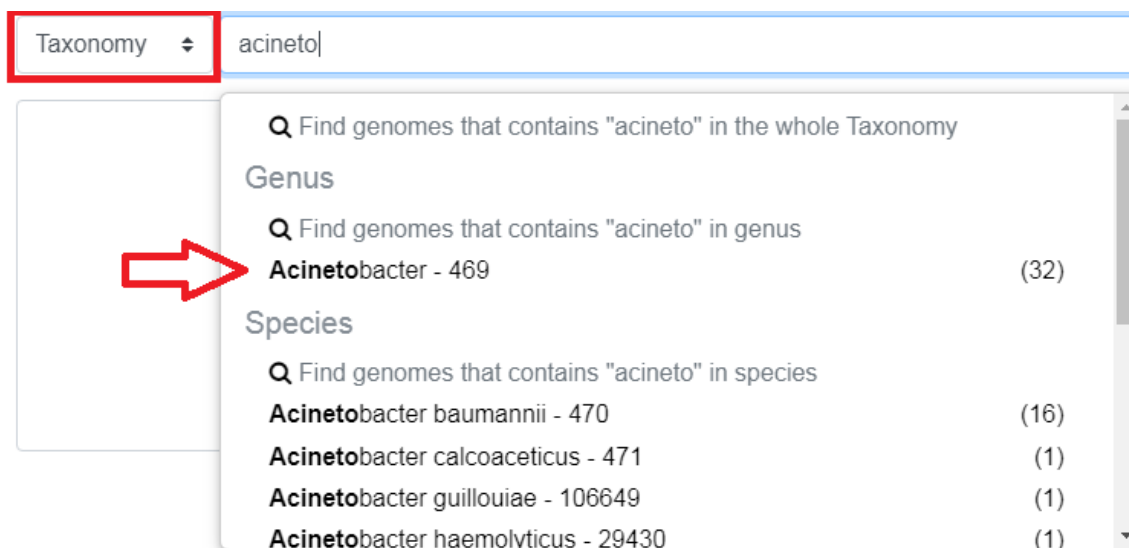 Taxonomy acineto
Find genomes that contains "acineto" in the whole Taxonomy
Genus
Find genomes that contains "acineto" in genus
Acinetobacter - 469 (32)
Species
Find genomes that contains "acineto" in species
Acinetobacter baumannii - 470 (16)
Acinetobacter calcoaceticus - 471 (1)
Acinetobacter guillouiae - 106649 (1)
Acinetobacter haemolyticus - 29430 (1)